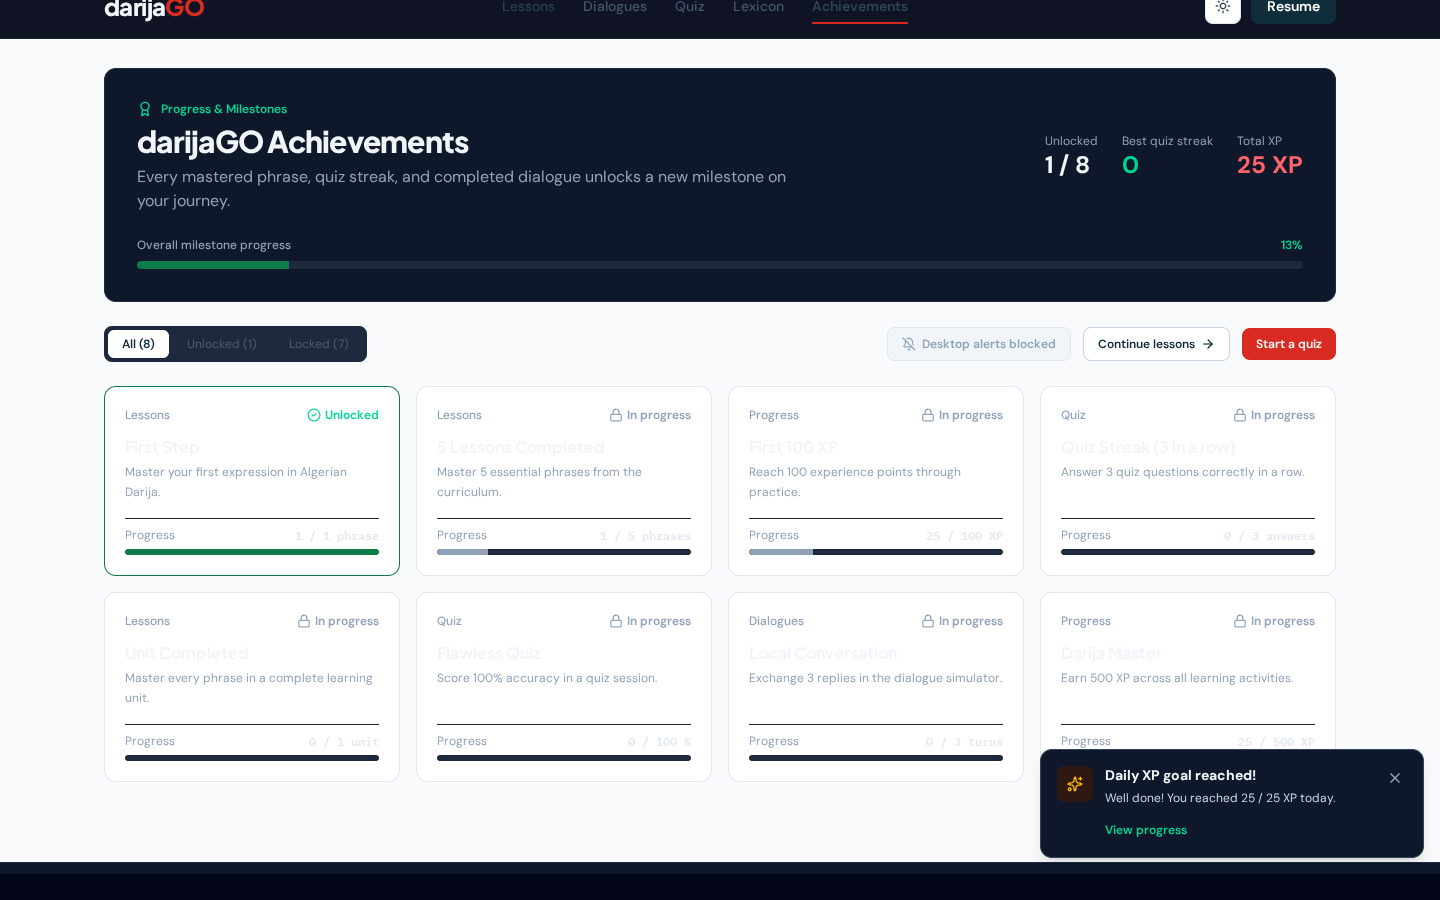 darijaGO
Lessons Dialogues Quiz Lexicon Achievements
Resume
Progress & Milestones
darijaGO Achievements
Every mastered phrase, quiz streak, and completed dialogue unlocks a new milestone on
your journey.
Unlocked Best quiz streak Total XP
1 / 8 0 25 XP
Overall milestone progress 13%
All (8) Unlocked (1) Locked (7)
Desktop alerts blocked Continue lessons Start a quiz
Lessons Unlocked
First Step
Master your first expression in Algerian
Darija.
Progress 1 / 1 phrase
Lessons In progress
5 Lessons Completed
Master 5 essential phrases from the
curriculum.
Progress 1 / 5 phrases
Progress In progress
First 100 XP
Reach 100 experience points through
practice.
Progress 25 / 100 XP
Quiz In progress
Quiz Streak (3 in a row)
Answer 3 quiz questions correctly in a row.
Progress 0 / 3 answers
Lessons In progress
Unit Completed
Master every phrase in a complete learning
unit.
Progress 0 / 1 unit
Quiz In progress
Flawless Quiz
Score 100% accuracy in a quiz session.
Progress 0 / 100 %
Dialogues In progress
Local Conversation
Exchange 3 replies in the dialogue simulator.
Progress 0 / 3 turns
Progress In progress
Darija Master
Earn 500 XP across all learning activities.
Progress 25 / 500 XP
Daily XP goal reached!
Well done! You reached 25 / 25 XP today.
View progress